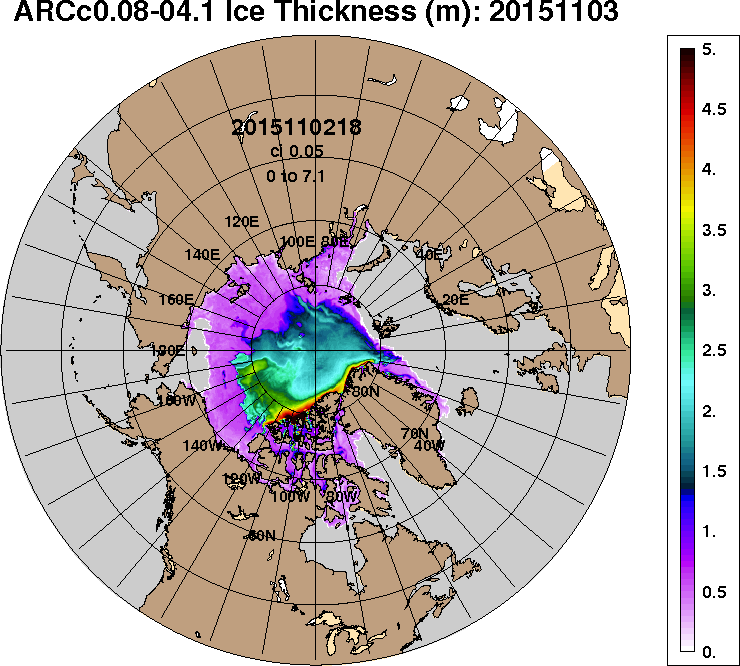 ARCc0.08-04.1 Ice Thickness (m): 20151103
2015110218
ci 0.05
0 to 7.1
120E
100E 80E
140E
40E
160E
20E
180E
160W
80N
70N
140W
40W
120W
100W 80W
60N
5.
4.5
4.
3.5
3.
2.5
2.
1.5
1.
0.5
0.